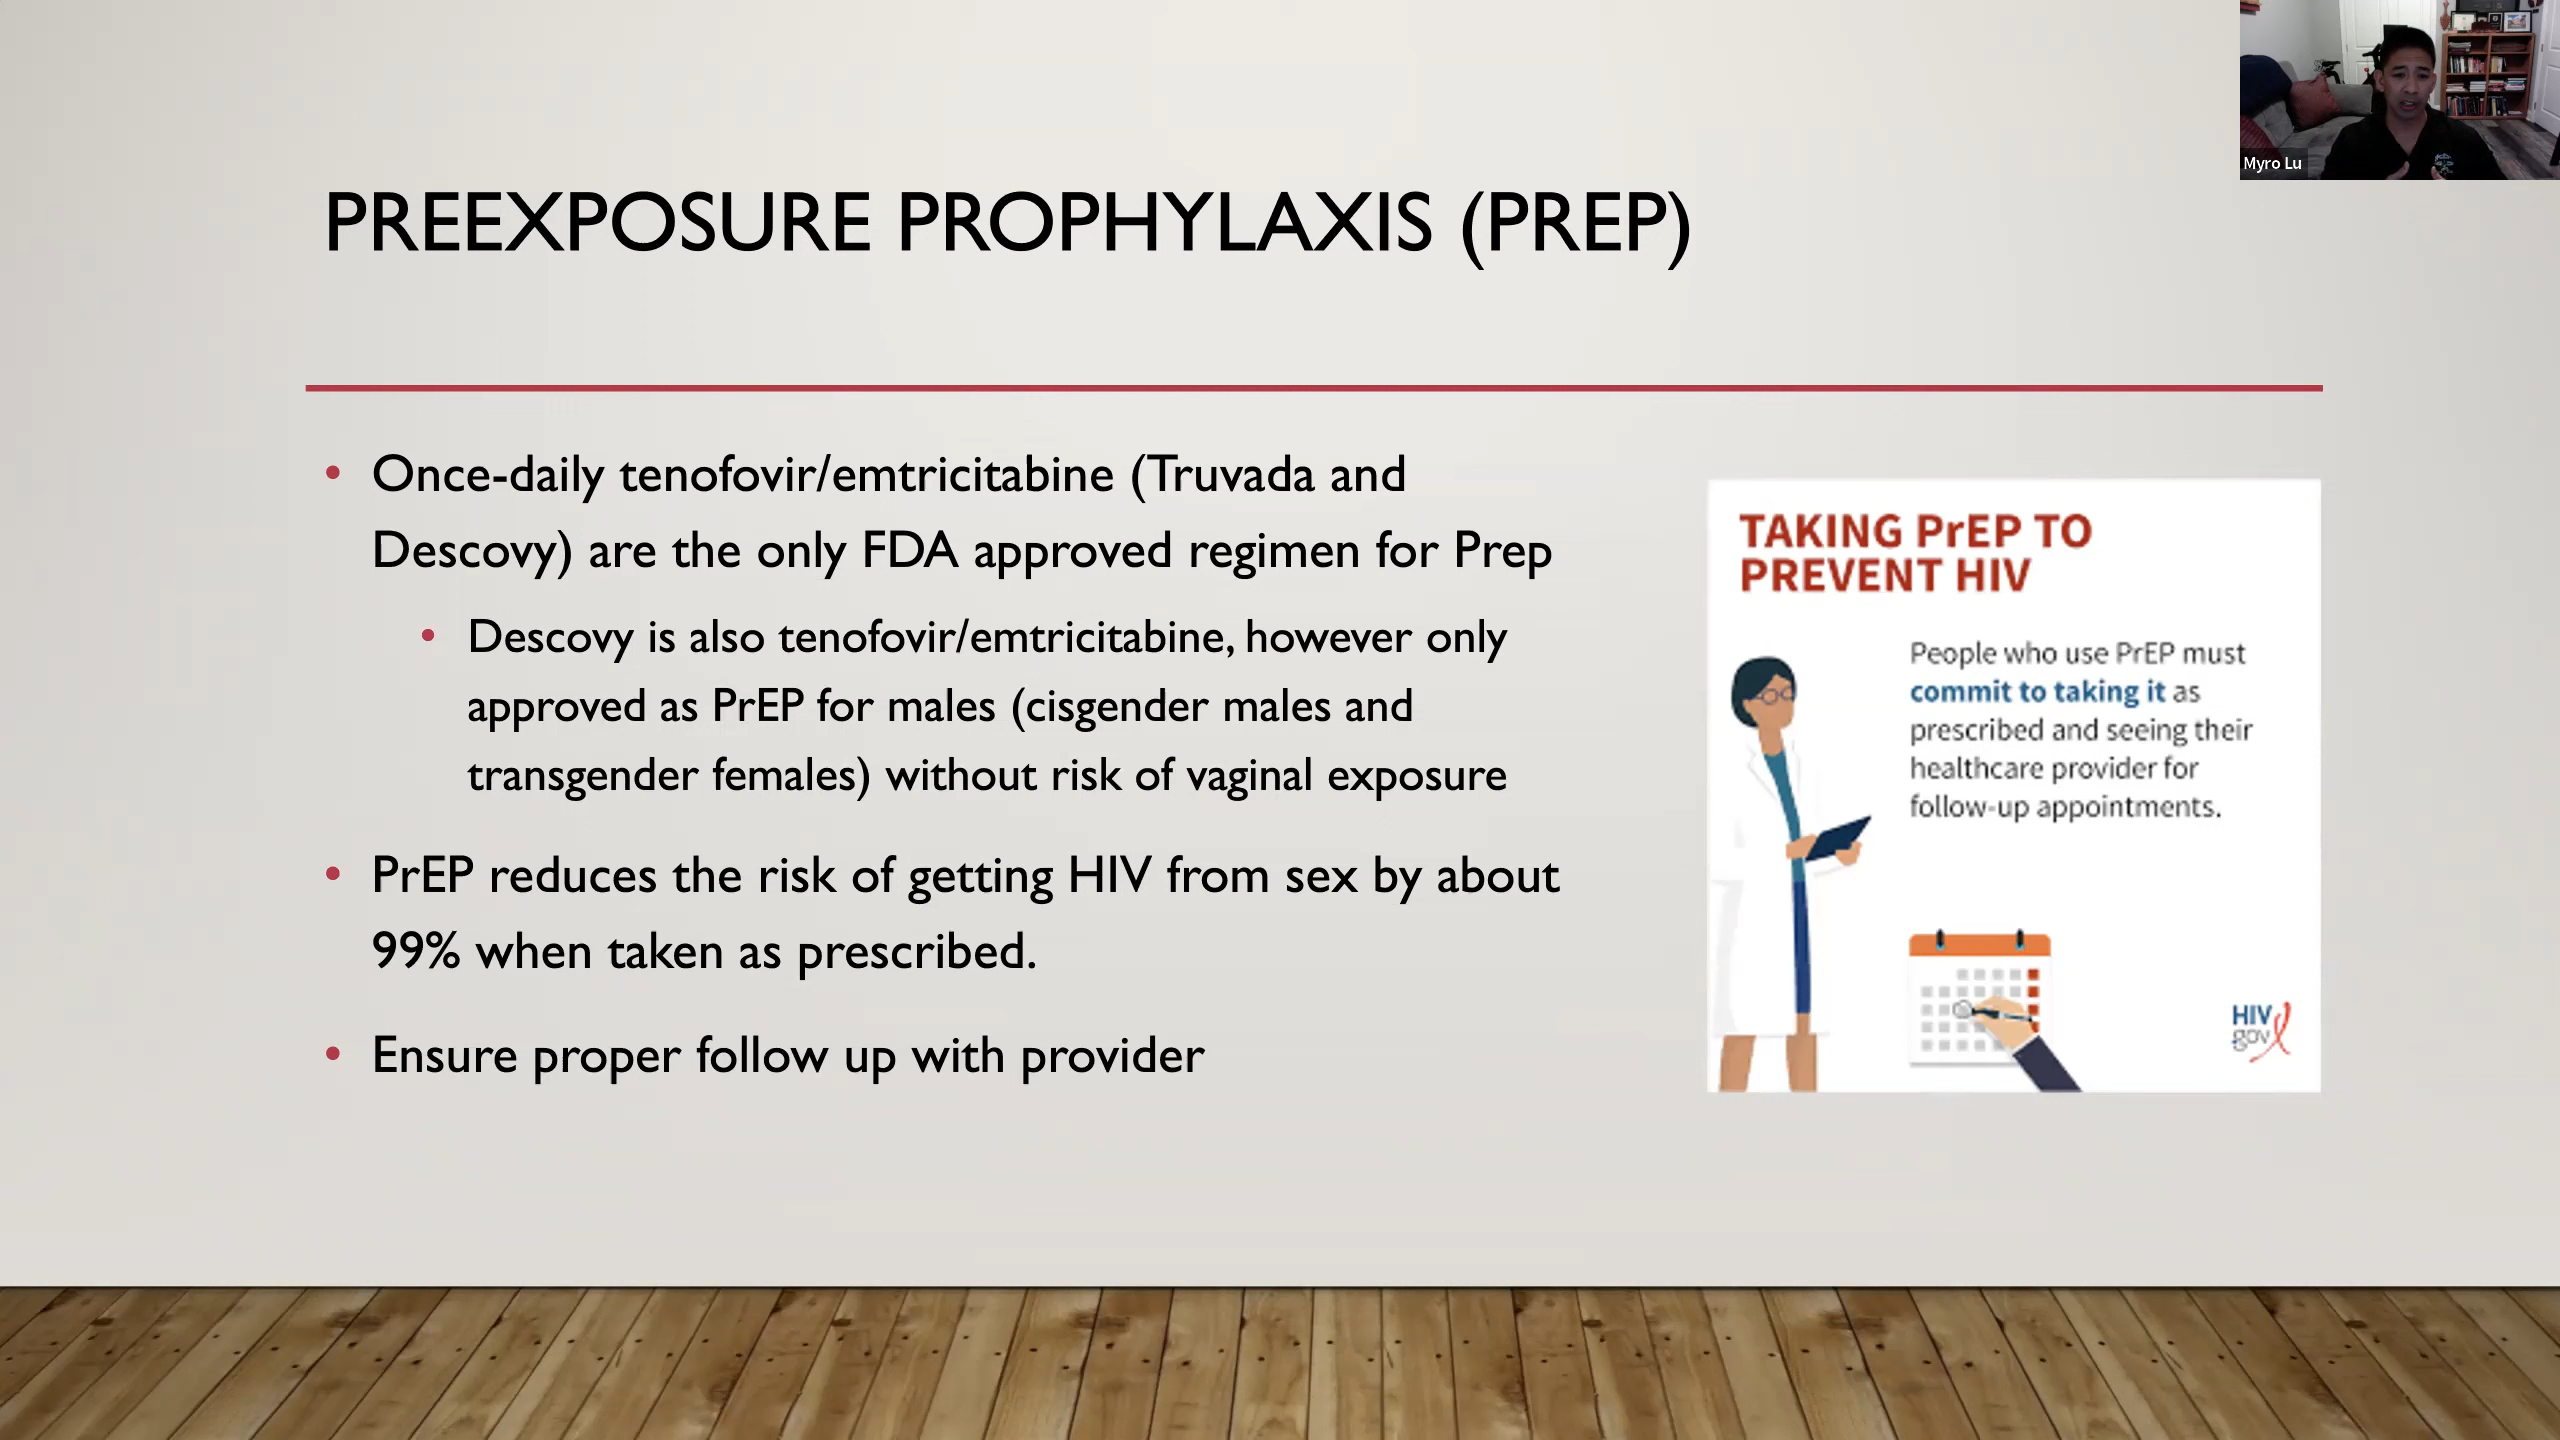 Myro Lu
PREEXPOSURE PROPHYLAXIS (PREP)
• Once-daily tenofovir/emtricitabine (Truvada and
Descovy) are the only FDA approved regimen for Prep
• Descovy is also tenofovir/emtricitabine, however only
approved as PrEP for males (cisgender males and
transgender females) without risk of vaginal exposure
• PrEP reduces the risk of getting HIV from sex by about
99% when taken as prescribed.
• Ensure proper follow up with provider
TAKING PrEP TO
PREVENT HIV
People who use PrEP must
commit to taking it as
prescribed and seeing their
healthcare provider for
follow-up appointments.
HIV
gov